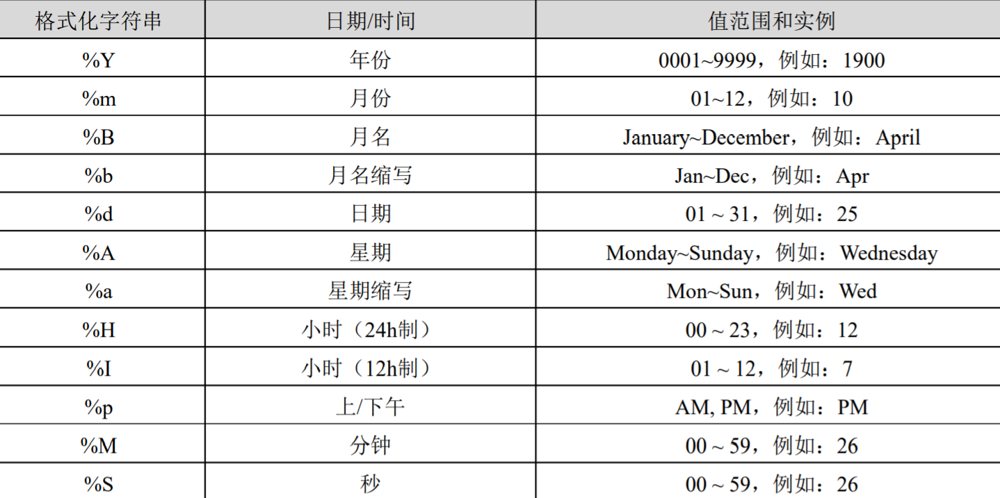 格式化字符串 日期/时间 值范围和实例
%Y 年份 0001~9999，例如：1900
%m 月份 01~12，例如：10
%B 月名 January~December，例如：April
%b 月名缩写 Jan~Dec，例如：Apr
%d 日期 01 ~ 31，例如：25
%A 星期 Monday~Sunday，例如：Wednesday
%a 星期缩写 Mon~Sun，例如：Wed
%H 小时（24h制） 00 ~ 23，例如：12
%I 小时（12h制） 01 ~ 12，例如：7
%p 上/下午 AM, PM，例如：PM
%M 分钟 00 ~ 59，例如：26
%S 秒 00 ~ 59，例如：26